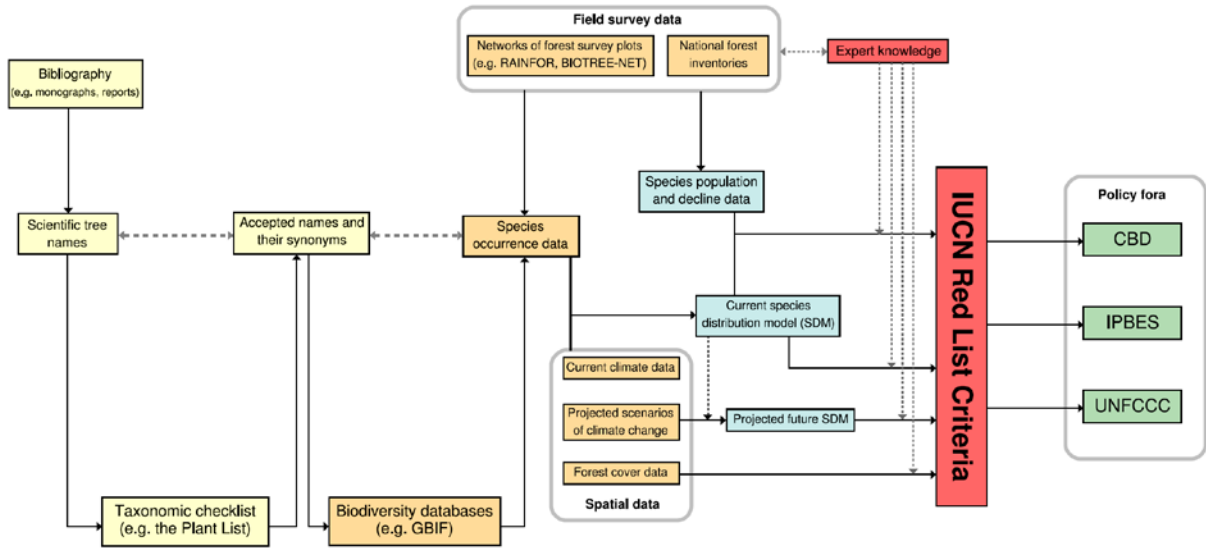 Field survey data
Networks of forest survey plots
(e.g. RAINFOR, BIOTREE-NET)
National forest
inventories
Expert knowledge
Bibliography
(e.g, monographs, reports)
Species population
and decline data
Scientific tree
names
Accepted names and
their synonyms
Species
occurrence data
IUCN Red List Criteria
Policy fora
CBD
IPBES
UNFCCC
Current species
distribution model (SDM)
Current climate data
Projected scenarios
of climate change
Projected future SDM
Forest cover data
Spatial data
Taxonomic checklist
(e.g. the Plant List)
Biodiversity databases
(e.g. GBIF)